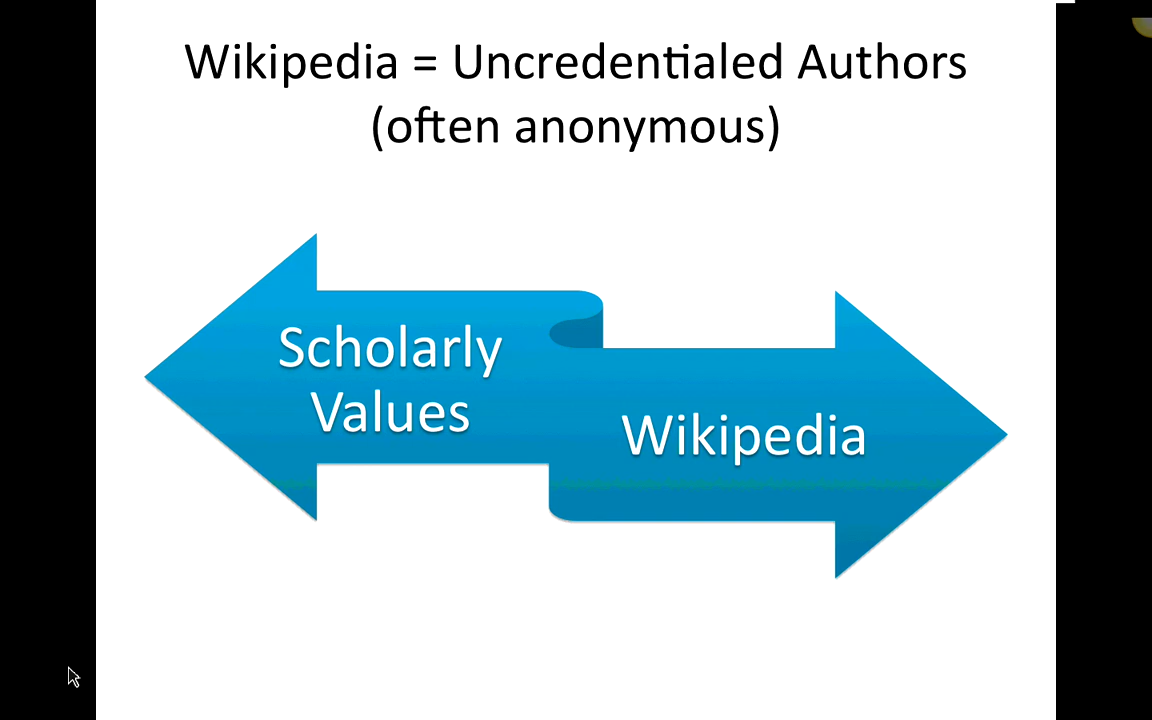 Wikipedia = Uncredentialed Authors
(often anonymous)
Scholarly
Values
Wikipedia